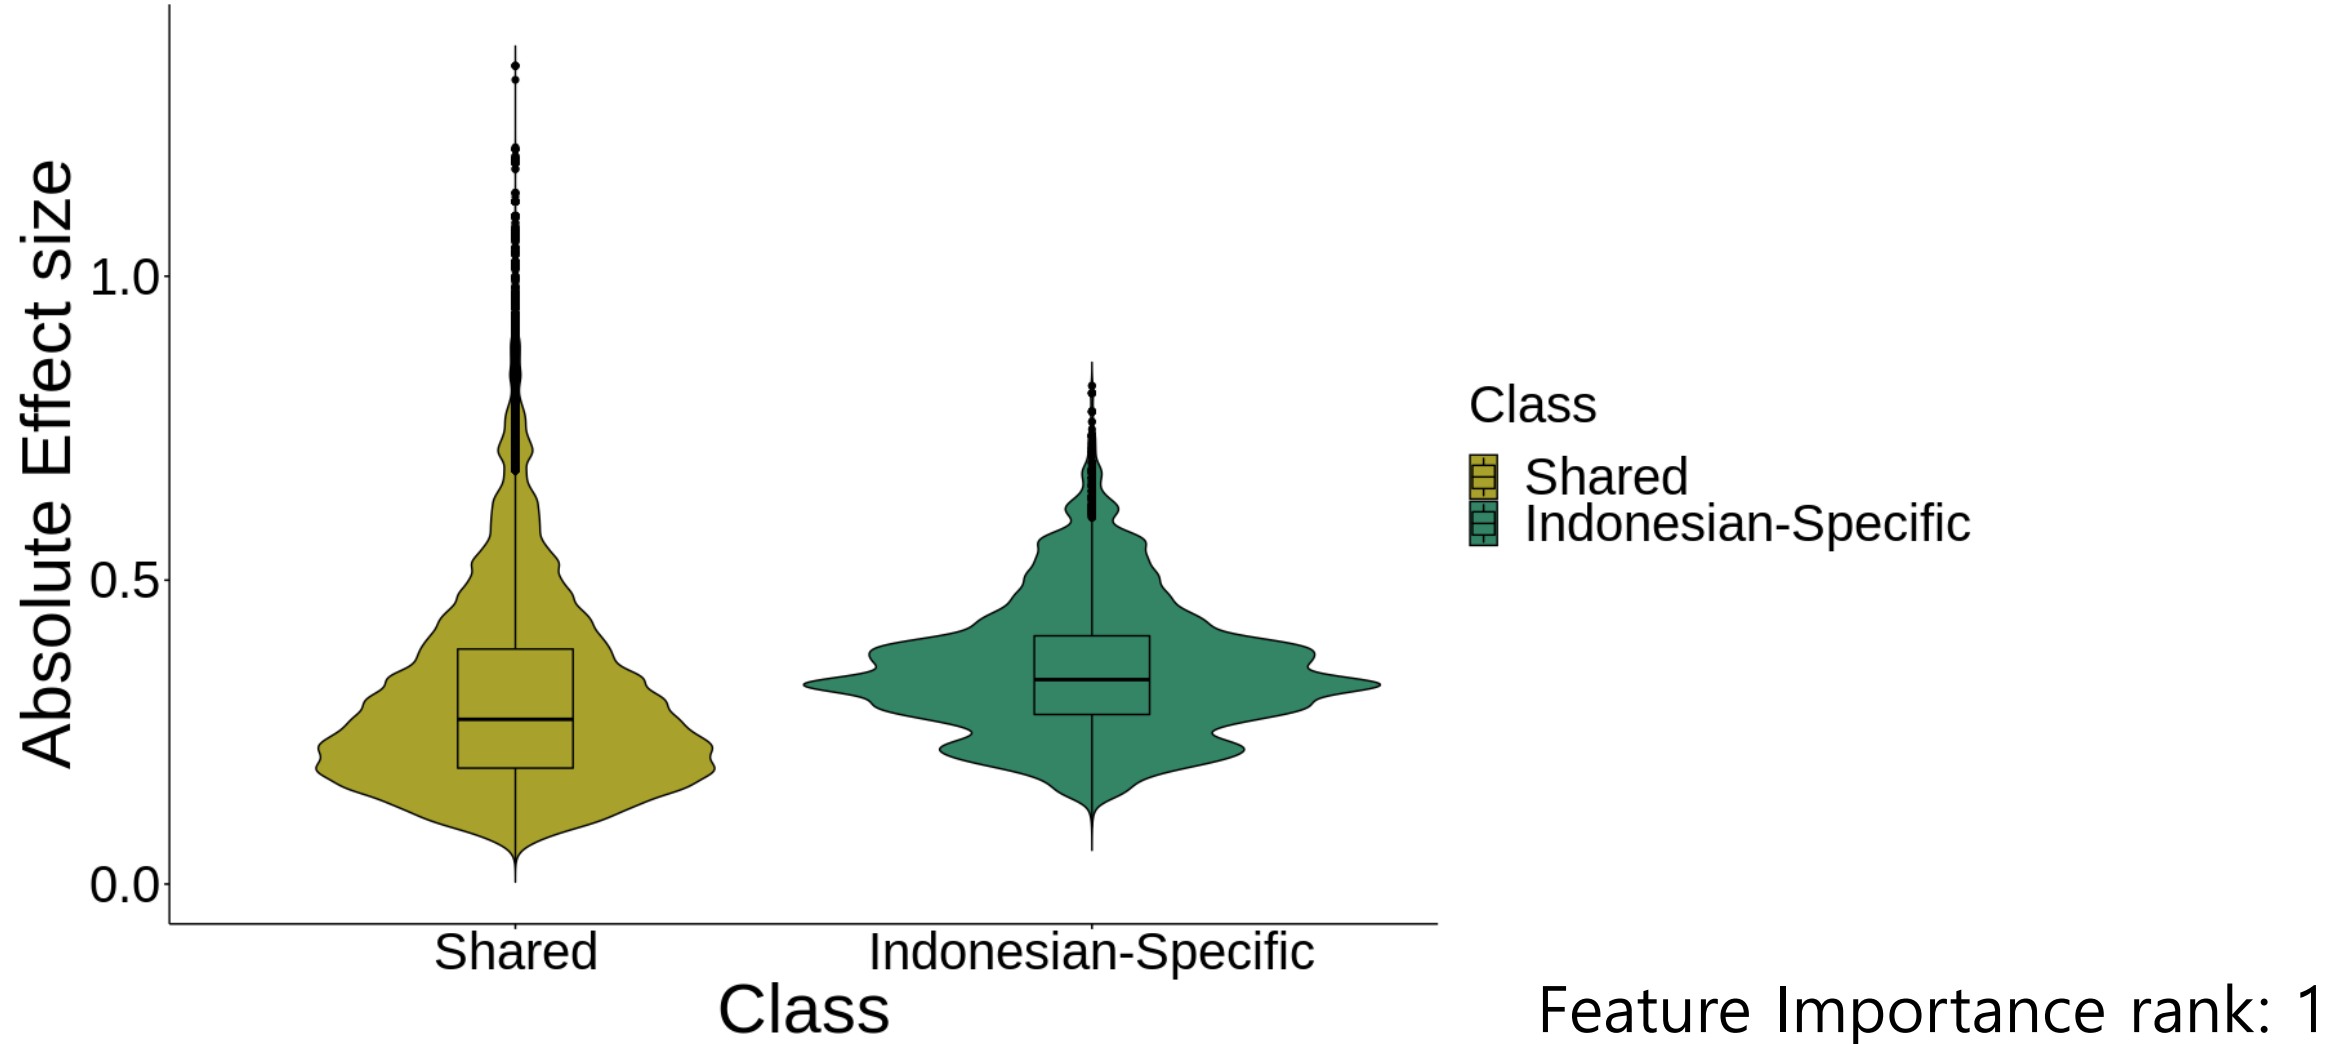 Absolute Effect size
1.0
0.5
0.0
Shared
Indonesian-Specific
Class
Class
Shared
Indonesian-Specific
Feature Importance rank: 1